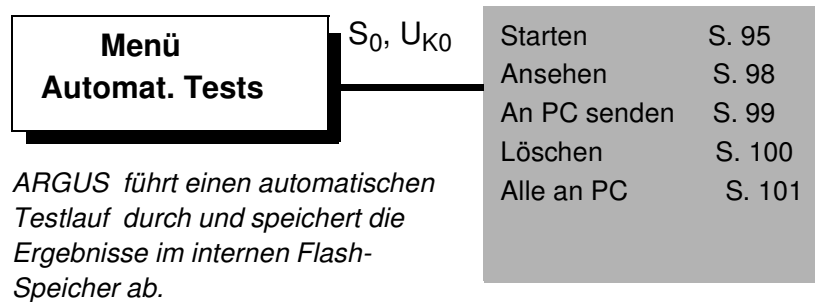 Menü
Automat. Tests
S0, UK0
Starten S. 95
Ansehen S. 98
An PC senden S. 99
Löschen S. 100
Alle an PC S. 101
ARGUS führt einen automatischen
Testlauf durch und speichert die
Ergebnisse im internen Flash-
Speicher ab.